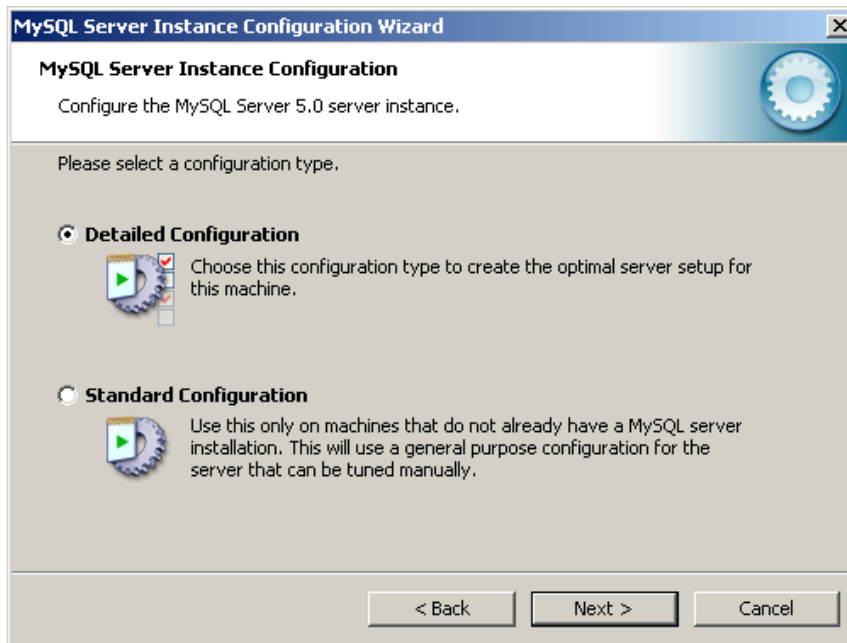 MySQL Server Instance Configuration Wizard
MySQL Server Instance Configuration
Configure the MySQL Server 5.0 server instance.
Please select a configuration type.
Detailed Configuration
Choose this configuration type to create the optimal server setup for
this machine.
Standard Configuration
Use this only on machines that do not already have a MySQL server
installation. This will use a general purpose configuration for the
server that can be tuned manually.
< Back
Next >
Cancel